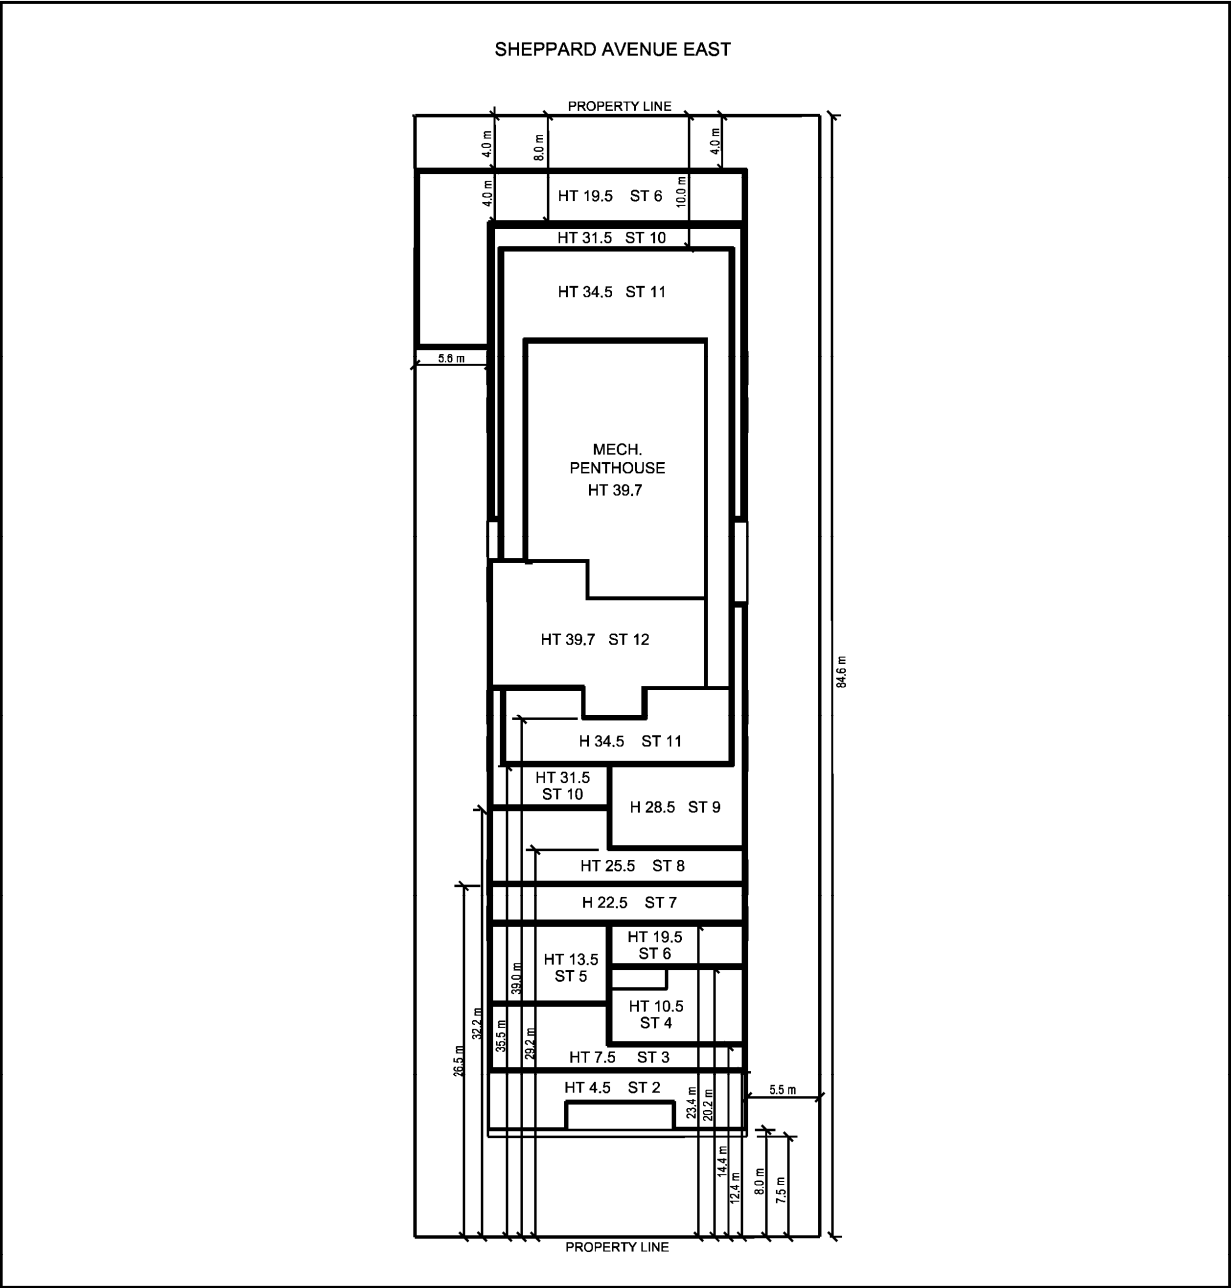 SHEPPARD AVENUE EAST
PROPERTY LINE
4.0 m
8.0 m
4.0 m
4.0 m
10.0 m
HT 19.5 ST 6
HT 31.5 ST 10
HT 34.5 ST 11
5.6 m
MECH.
PENTHOUSE
HT 39.7
HT 39.7 ST 12
84.6 m
H 34.5 ST 11
HT 31.5
ST 10
H 28.5 ST 9
HT 25.5 ST 8
H 22.5 ST 7
HT 19.5
ST 6
HT 13.5
ST 5
HT 10.5
ST 4
39.0 m
32.2 m
35.5 m
29.2 m
26.5 m
HT 7.5 ST 3
HT 4.5 ST 2
5.5 m
23.4 m
20.2 m
14.4 m
12.4 m
8.0 m
7.5 m
PROPERTY LINE